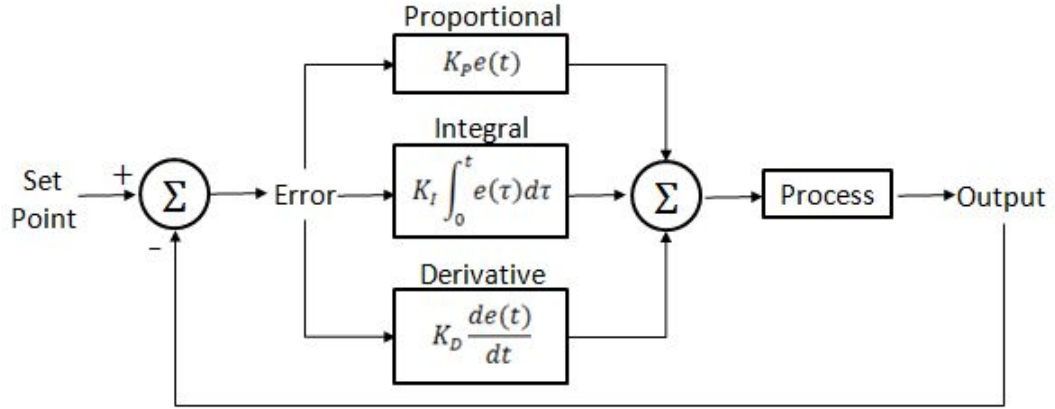 Proportional
K_P e(t)
Integral
+
Set
Point
Σ
Error
K_I ∫_0^t e(τ)dτ
Σ
Process
Output
−
Derivative
K_D de(t)/dt